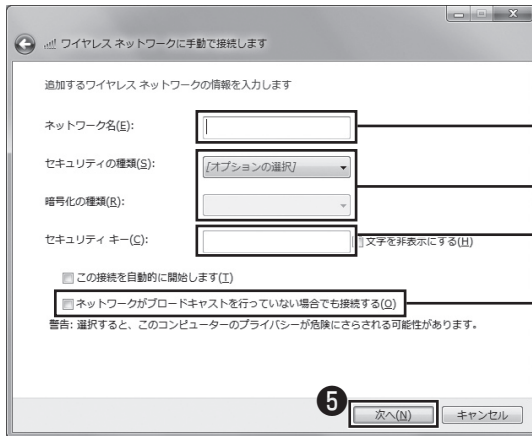 ワイヤレス ネットワークに手動で接続します
追加するワイヤレス ネットワークの情報を入力します
ネットワーク名(E):
セキュリティの種類(S):
[オプションの選択]
暗号化の種類(R):
セキュリティ キー(C):
文字を非表示にする(H)
この接続を自動的に開始します(T)
ネットワークがブロードキャストを行っていない場合でも接続する(O)
警告: 選択すると、このコンピューターのプライバシーが危険にさらされる可能性があります。
❺
次へ(N) キャンセル